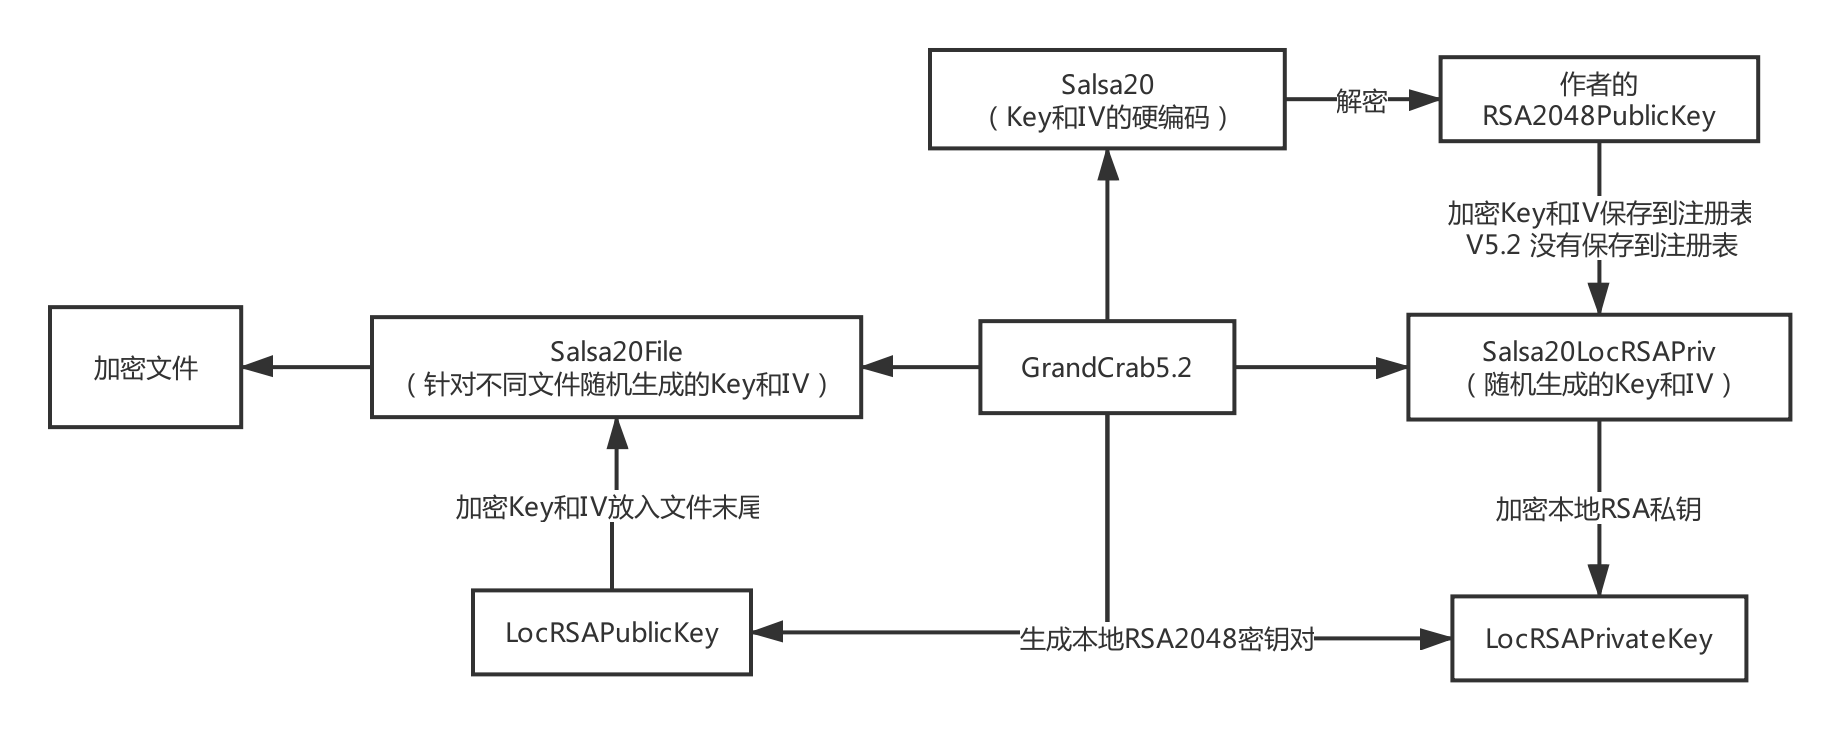 Salsa20
（Key和IV的硬编码）
解密
作者的
RSA2048PublicKey
加密Key和IV保存到注册表
V5.2 没有保存到注册表
加密文件
Salsa20File
（针对不同文件随机生成的Key和IV）
GrandCrab5.2
Salsa20LocRSAPriv
（随机生成的Key和IV）
加密Key和IV放入文件末尾
加密本地RSA私钥
LocRSAPublicKey
生成本地RSA2048密钥对
LocRSAPrivateKey